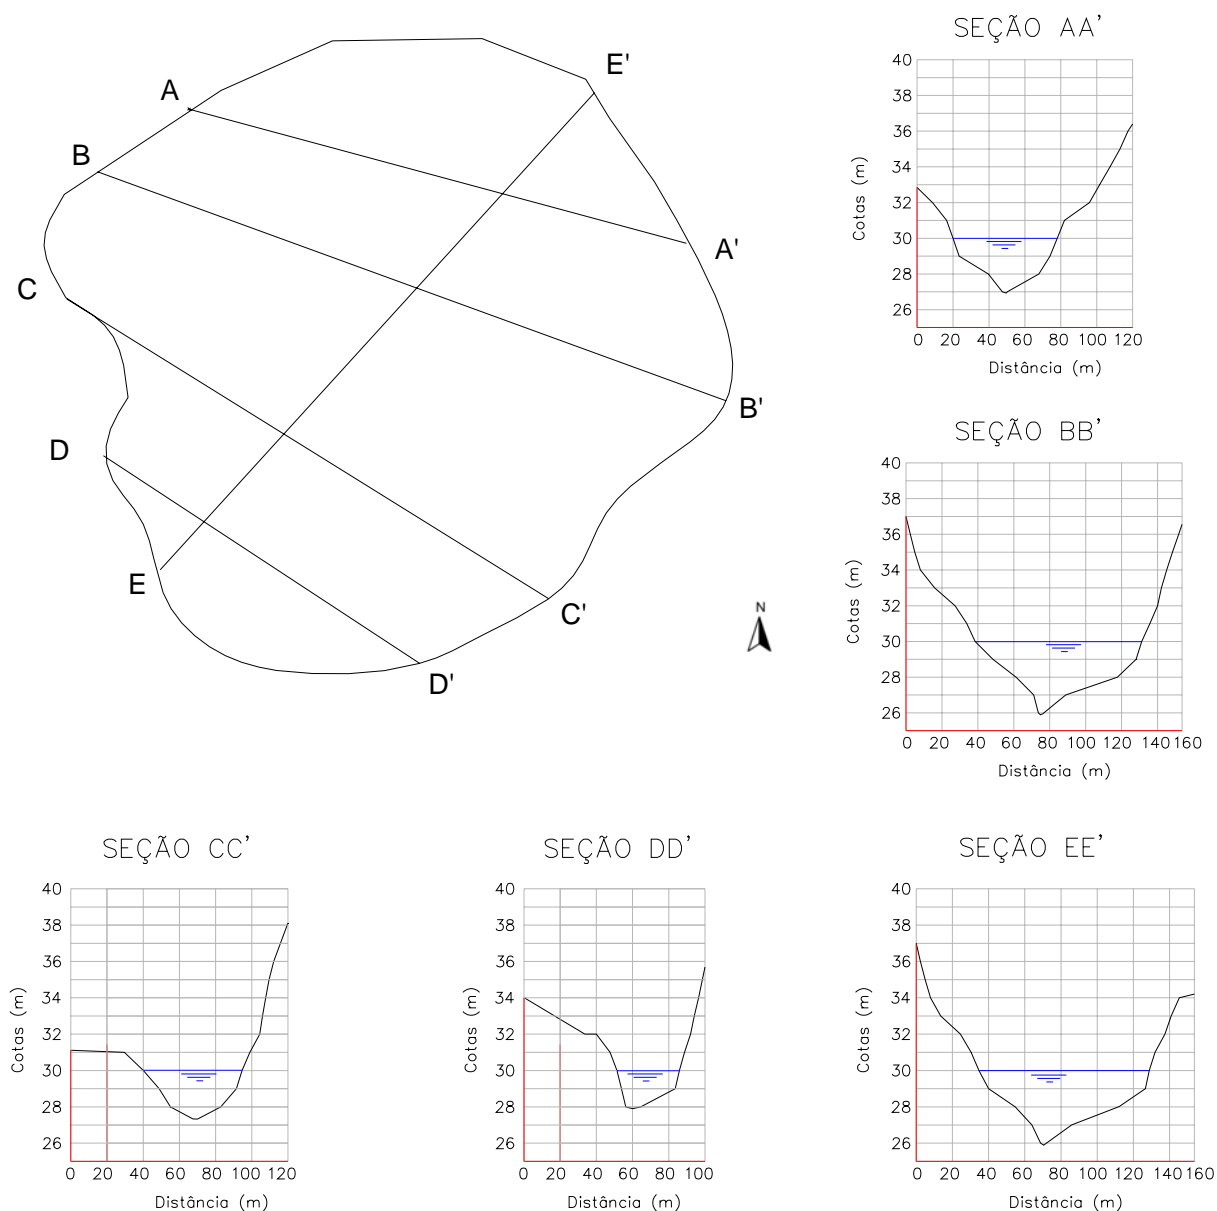 SEÇÃO AA'
E'
A
B
A'
C
B'
D
E
C'
D'
N
40
38
36
34
32
30
28
26
Cotas (m)
0 20 40 60 80 100 120
Distância (m)
SEÇÃO BB'
40
38
36
34
32
30
28
26
Cotas (m)
0 20 40 60 80 100 120 140 160
Distância (m)
SEÇÃO CC'
40
38
36
34
32
30
28
26
Cotas (m)
0 20 40 60 80 100 120
Distância (m)
SEÇÃO DD'
40
38
36
34
32
30
28
26
Cotas (m)
0 20 40 60 80 100
Distância (m)
SEÇÃO EE'
40
38
36
34
32
30
28
26
Cotas (m)
0 20 40 60 80 100 120 140 160
Distância (m)